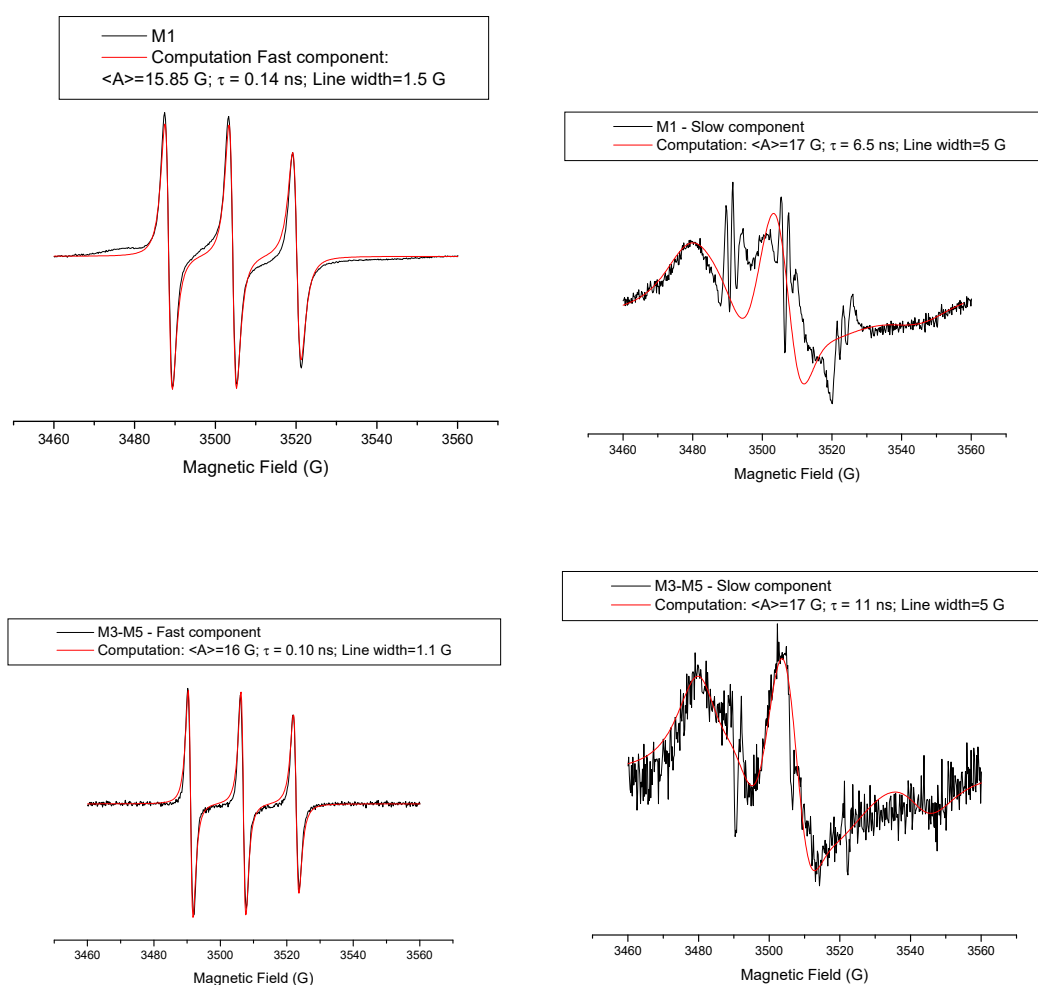 M1
Computation Fast component:
<A>=15.85 G; τ = 0.14 ns; Line width=1.5 G
3460 3480 3500 3520 3540 3560
Magnetic Field (G)
M1 - Slow component
Computation: <A>=17 G; τ = 6.5 ns; Line width=5 G
3460 3480 3500 3520 3540 3560
Magnetic Field (G)
M3-M5 - Fast component
Computation: <A>=16 G; τ = 0.10 ns; Line width=1.1 G
3460 3480 3500 3520 3540 3560
Magnetic Field (G)
M3-M5 - Slow component
Computation: <A>=17 G; τ = 11 ns; Line width=5 G
3460 3480 3500 3520 3540 3560
Magnetic Field (G)